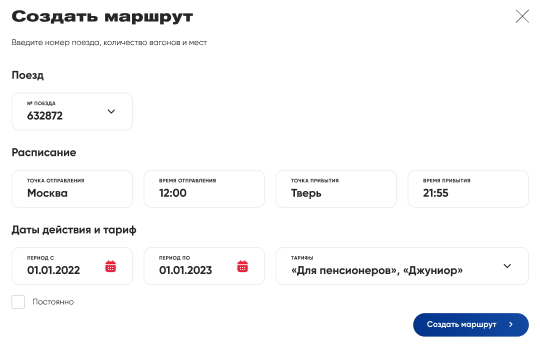 Создать маршрут
Введите номер поезда, количество вагонов и мест
Поезд
№ ПОЕЗДА
632872
Расписание
ТОЧКА ОТПРАВЛЕНИЯ
Москва
ВРЕМЯ ОТПРАВЛЕНИЯ
12:00
ТОЧКА ПРИБЫТИЯ
Тверь
ВРЕМЯ ПРИБЫТИЯ
21:55
Даты действия и тариф
ПЕРИОД С
01.01.2022
ПЕРИОД ПО
01.01.2023
ТАРИФЫ
«Для пенсионеров», «Джуниор»
Постоянно
Создать маршрут